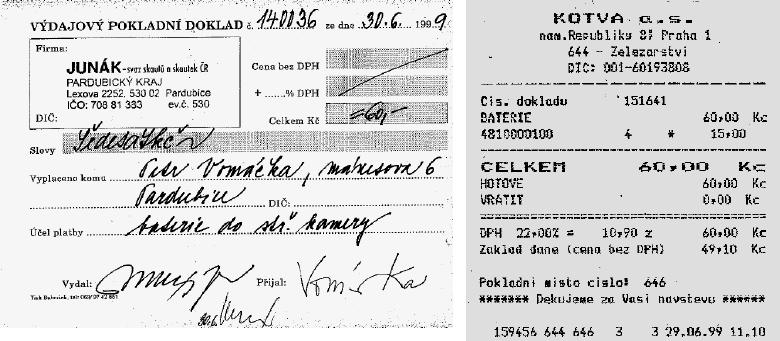 VÝDAJOVÝ POKLADNÍ DOKLAD č. 140036 ze dne 30.6. 1999.
Firma:
JUNÁK - svaz skautů a skautek ČR
PARDUBICKÝ KRAJ
Lexova 2252, 530 02 Pardubice
IČO: 708 81 383 ev.č. 530
DIČ:
Cena bez DPH
+ ......% DPH
Celkem Kč =60,-
Slovy Šedesátkč
Vyplaceno komu Petr Vomáčka, mánesova 6
Pardubice DIČ:
Účel platby baterie do stř. kamery
Vydal: Přijal: Vomáčka
30.6.
KOTVA a.s.
nam.Republiky 8, Praha 1
644 - Zelezarstvi
DIC: 001-60193808
Cis. dokladu 151641
BATERIE 60,00 Kc
4810000100 4 * 15,00
CELKEM 60,00 Kc
HOTOVE 60,00 Kc
VRATIT 0,00 Kc
DPH 22,00% = 10,90 z 60,00 Kc
Zaklad dane (cena bez DPH) 49,10 Kc
Pokladni misto cislo: 646
******* Dekujeme za Vasi navstevu ******
159456 644 646 3 3 29.06.99 11.10